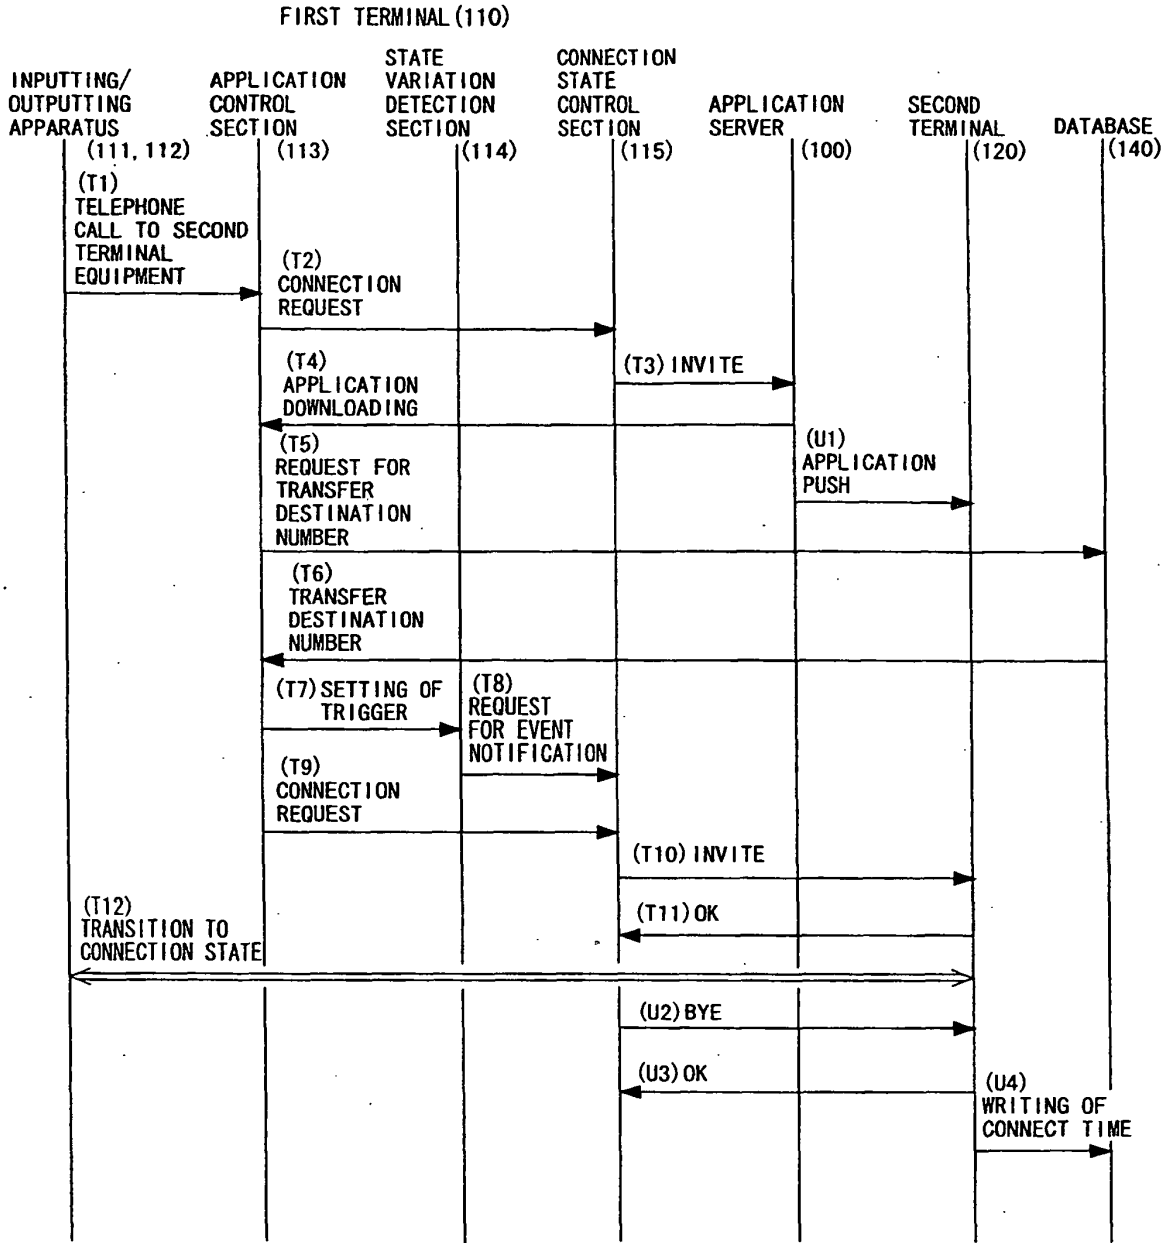 FIRST TERMINAL(110)
INPUTTING/
OUTPUTTING
APPARATUS
(111, 112)
APPLICATION
CONTROL
SECTION
(113)
STATE
VARIATION
DETECTION
SECTION
(114)
CONNECTION
STATE
CONTROL
SECTION
(115)
APPLICATION
SERVER
(100)
SECOND
TERMINAL
(120)
DATABASE
(140)
(T1)
TELEPHONE
CALL TO SECOND
TERMINAL
EQUIPMENT
(T2)
CONNECTION
REQUEST
(T3) INVITE
(T4)
APPLICATION
DOWNLOADING
(U1)
APPLICATION
PUSH
(T5)
REQUEST FOR
TRANSFER
DESTINATION
NUMBER
(T6)
TRANSFER
DESTINATION
NUMBER
(T7) SETTING OF
TRIGGER
(T8)
REQUEST
FOR EVENT
NOTIFICATION
(T9)
CONNECTION
REQUEST
(T10) INVITE
(T11) OK
(T12)
TRANSITION TO
CONNECTION STATE
(U2) BYE
(U3) OK
(U4)
WRITING OF
CONNECT TIME